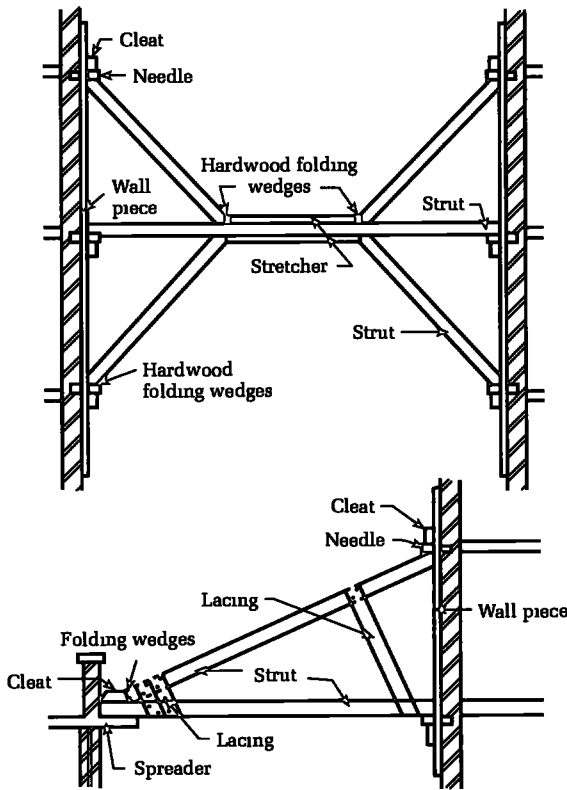 Cleat
Needle
Hardwood folding
wedges
Wall
piece
Strut
Stretcher
Strut
Hardwood
folding wedges
Cleat
Needle
Lacing
Wall piece
Folding wedges
Cleat
Strut
Lacing
Spreader